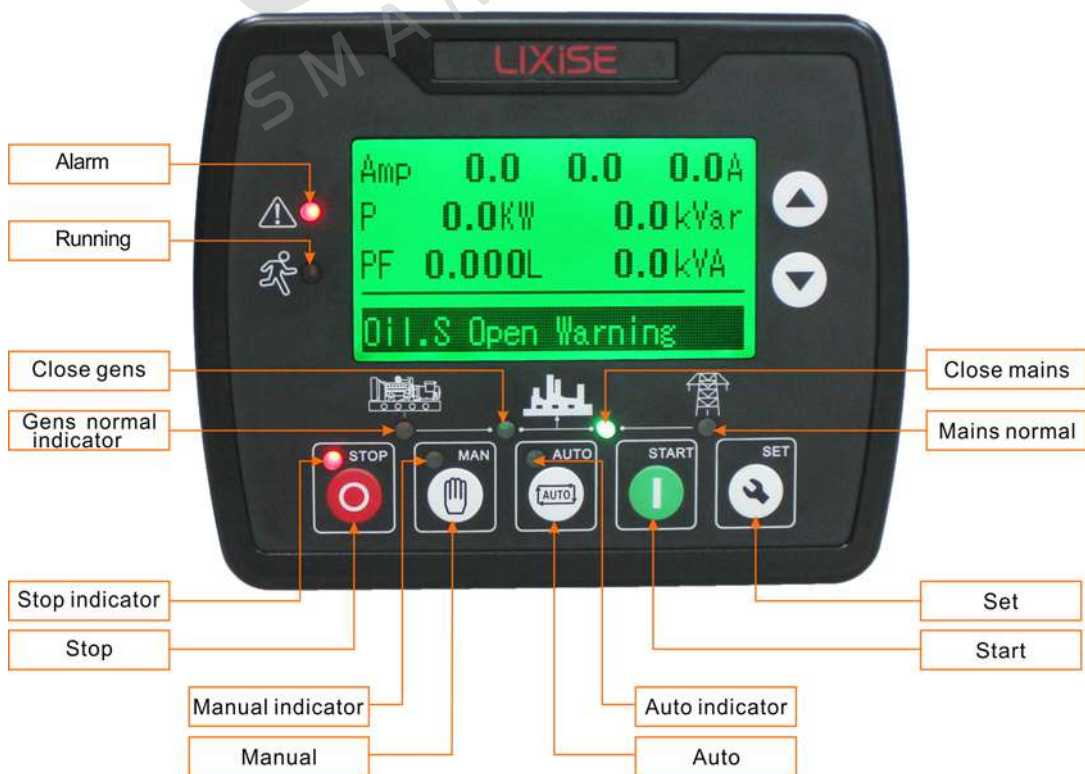 SMAR
LIXiSE
Alarm
Amp 0.0 0.0 0.0A
P 0.0KW 0.0kVar
Running
PF 0.000L 0.0kVA
Oil.S Open Warning
Close gens
Close mains
Gens normal indicator
Mains normal
STOP
MAN
AUTO
START
SET
AUTO
Stop indicator
Set
Stop
Start
Manual indicator
Auto indicator
Manual
Auto